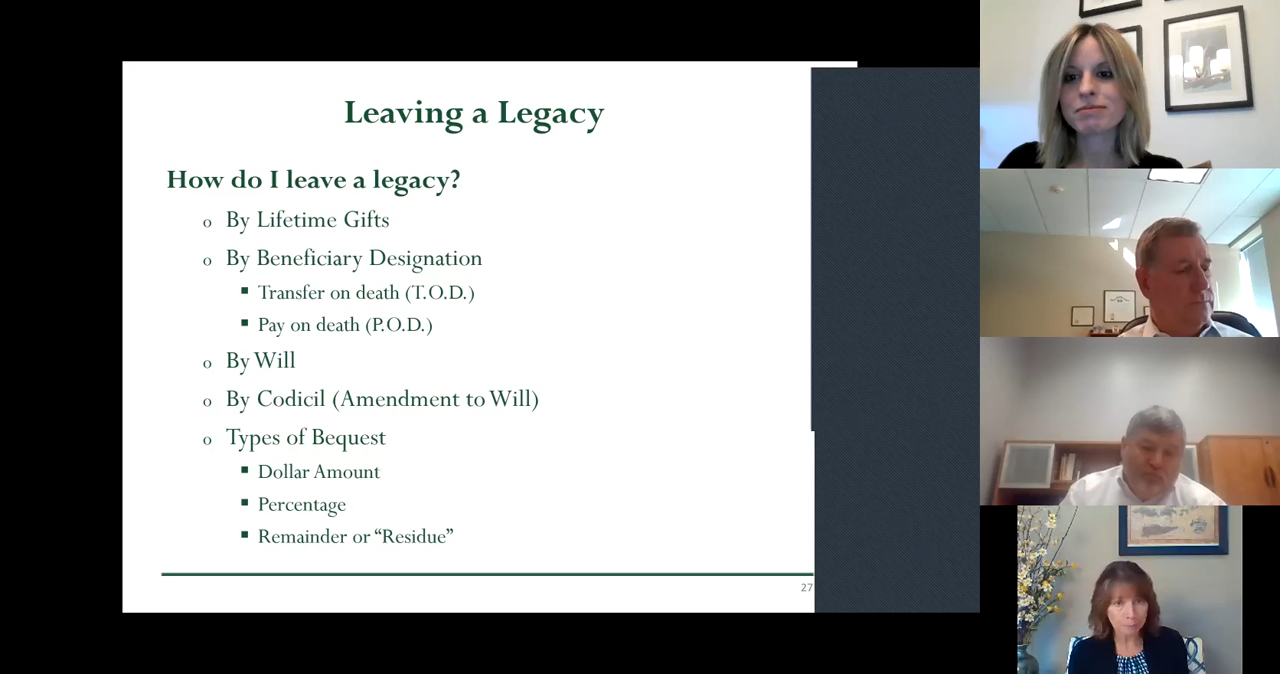 Leaving a Legacy
How do I leave a legacy?
o By Lifetime Gifts
o By Beneficiary Designation
▪ Transfer on death (T.O.D.)
▪ Pay on death (P.O.D.)
o By Will
o By Codicil (Amendment to Will)
o Types of Bequest
▪ Dollar Amount
▪ Percentage
▪ Remainder or “Residue”
27